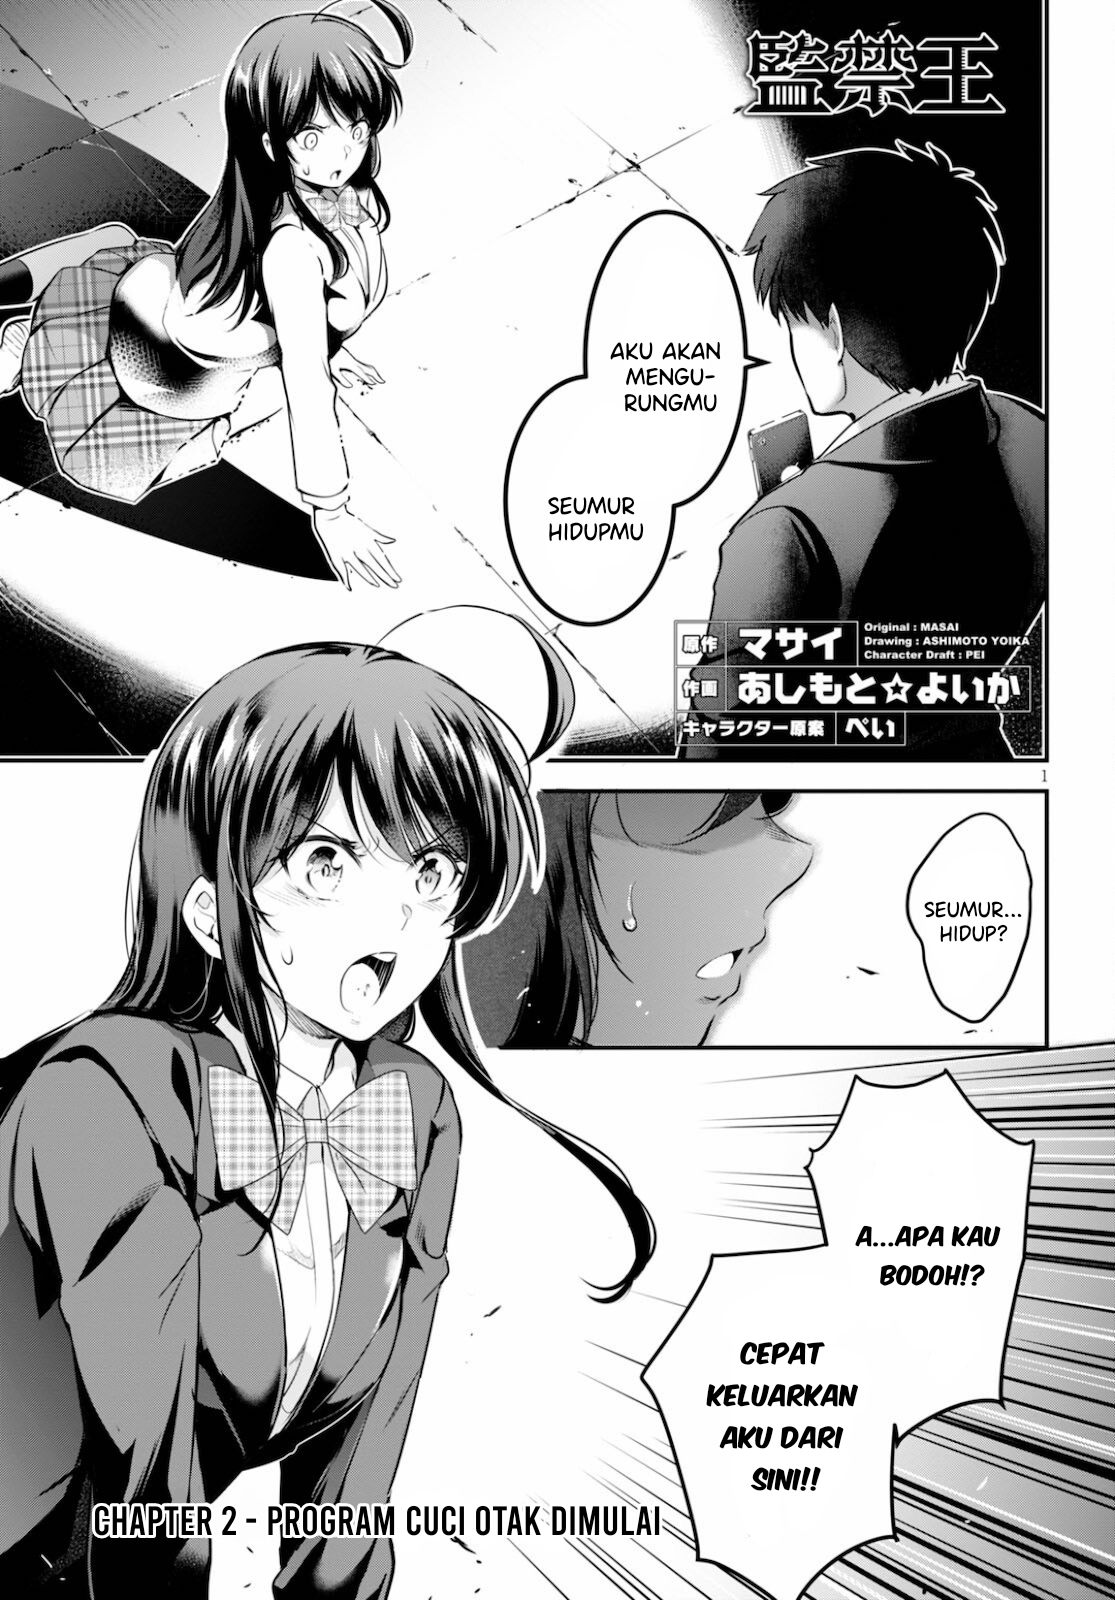 監禁王
AKU AKAN
MENGU-
RUNGMU
SEUMUR
HIDUPMU
原作 マサイ
Original : MASAI
Drawing : ASHIMOTO YOIKA
Character Draft : PEI
作画 あしもと☆よいか
キャラクター原案 ぺい
1
SEUMUR...
HIDUP?
A...APA KAU
BODOH!?
CEPAT
KELUARKAN
AKU DARI
SINI!!
CHAPTER 2 - PROGRAM CUCI OTAK DIMULAI